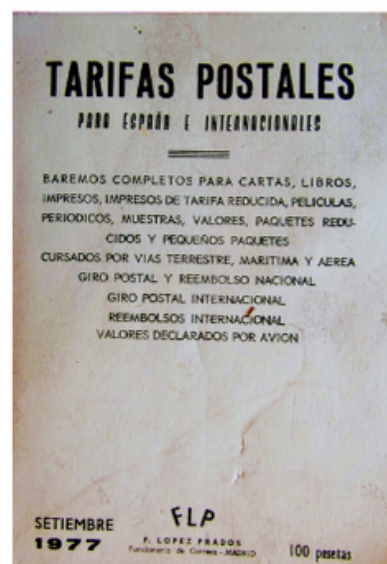 TARIFAS POSTALES
PARA ESPAÑA E INTERNACIONALES
BAREMOS COMPLETOS PARA CARTAS, LIBROS,
IMPRESOS, IMPRESOS DE TARIFA REDUCIDA, PELICULAS,
PERIODICOS, MUESTRAS, VALORES, PAQUETES REDU-
CIDOS Y PEQUEÑOS PAQUETES
CURSADOS POR VIAS TERRESTRE, MARITIMA Y AEREA
GIRO POSTAL Y REEMBOLSO NACIONAL
GIRO POSTAL INTERNACIONAL
REEMBOLSOS INTERNACIONAL
VALORES DECLARADOS POR AVION
SETIEMBRE
1977
FLP
F. LOPEZ PRADOS
Funcionario de Correos - MADRID
100 pesetas